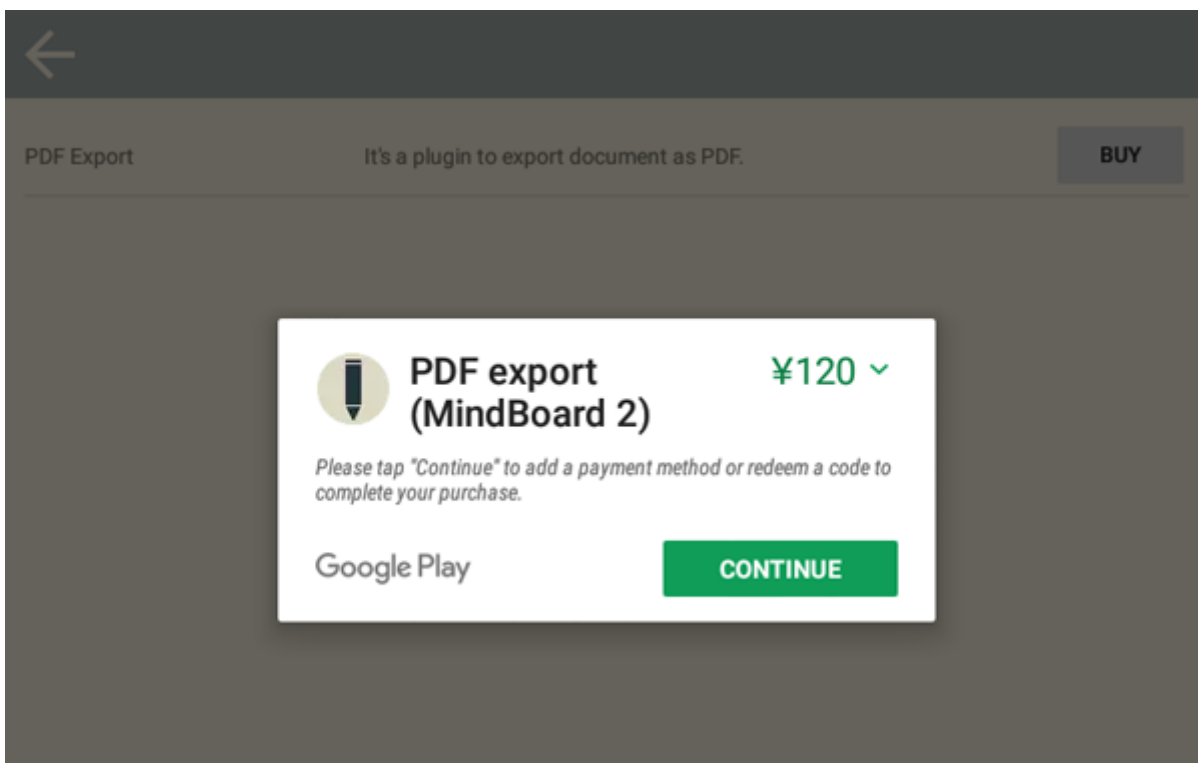 PDF Export It's a plugin to export document as PDF. BUY
PDF export ¥120
(MindBoard 2)
Please tap "Continue" to add a payment method or redeem a code to
complete your purchase.
Google Play CONTINUE